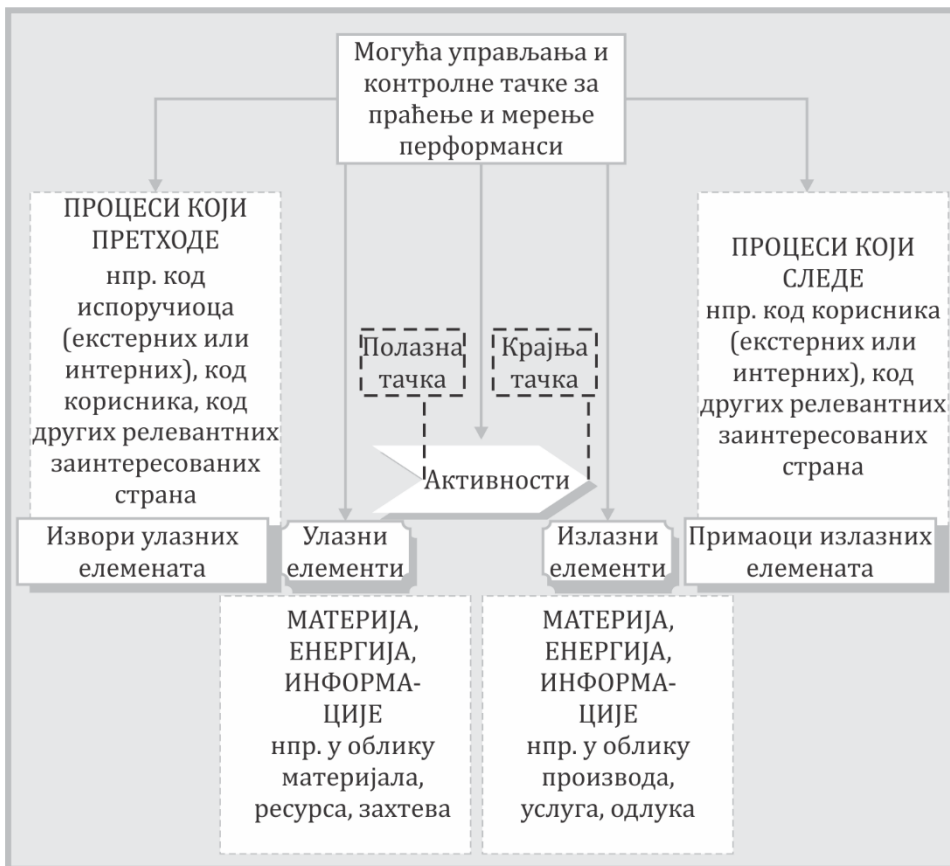 Могућа управљања и
контролне тачке за
праћење и мерење
перформанси
ПРОЦЕСИ КОЈИ
ПРЕТХОДЕ
нпр. код
испоручиоца
(екстерних или
интерних), код
корисника, код
других релевантних
заинтересованих
страна
Полазна
тачка
Крајња
тачка
Активности
ПРОЦЕСИ КОЈИ
СЛЕДЕ
нпр. код корисника
(екстерних или
интерних), код
других релевантних
заинтересованих
страна
Извори улазних
елемената
Улазни
елементи
Излазни
елементи
Примаоци излазних
елемената
МАТЕРИЈА,
ЕНЕРГИЈА,
ИНФОРМА-
ЦИЈЕ
нпр. у облику
материјала,
ресурса, захтева
МАТЕРИЈА,
ЕНЕРГИЈА,
ИНФОРМА-
ЦИЈЕ
нпр. у облику
производа,
услуга, одлука